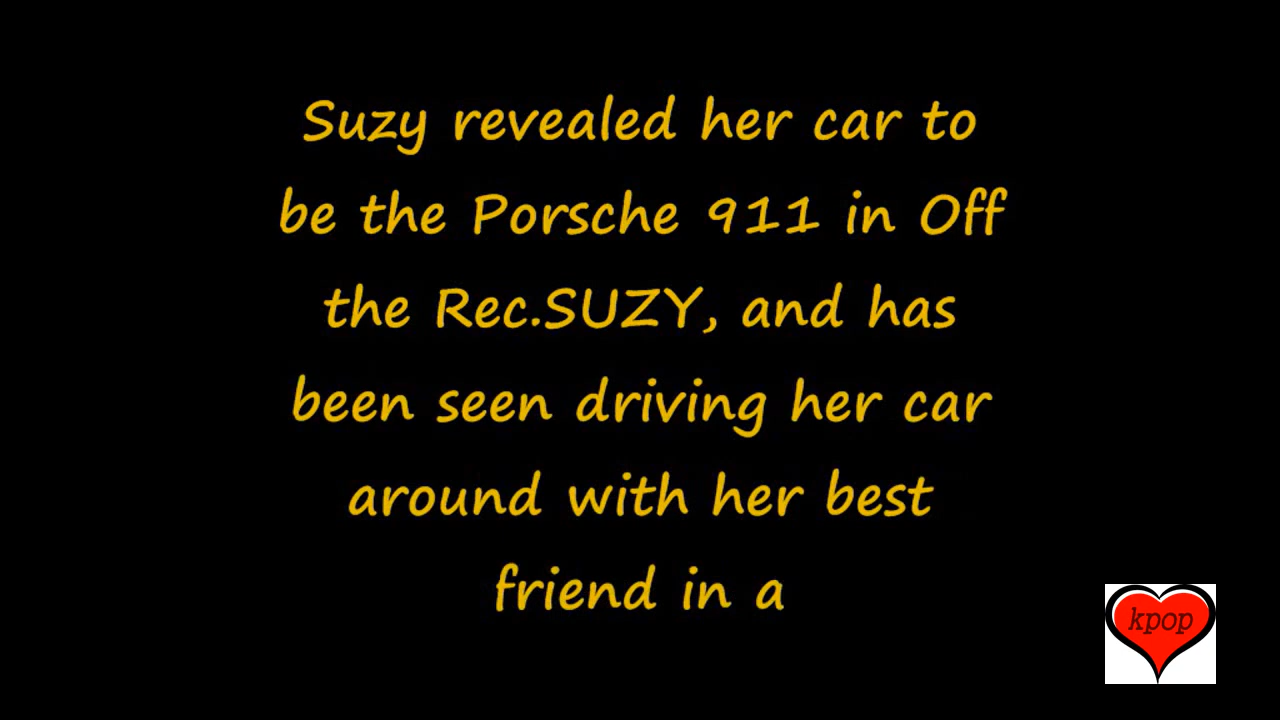 Suzy revealed her car to
be the Porsche 911 in Off
the Rec.SUZY, and has
been seen driving her car
around with her best
friend in a
kpop